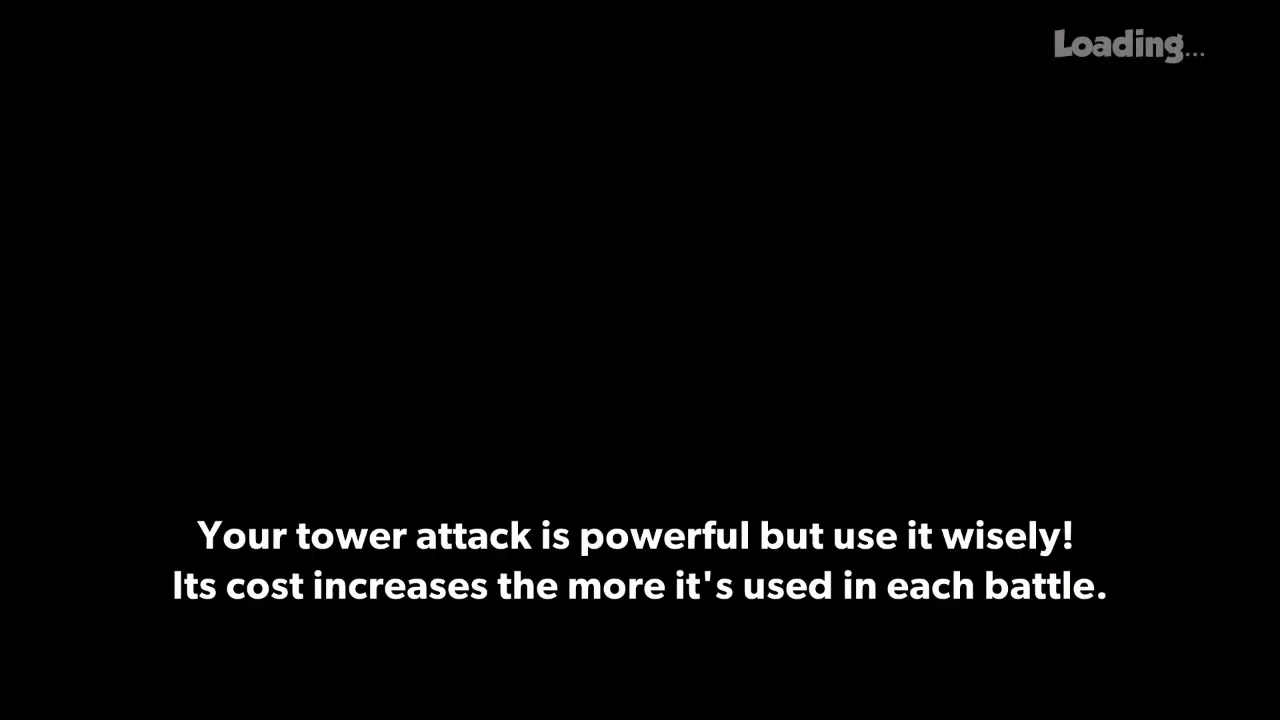 Loading...
Your tower attack is powerful but use it wisely!
Its cost increases the more it's used in each battle.